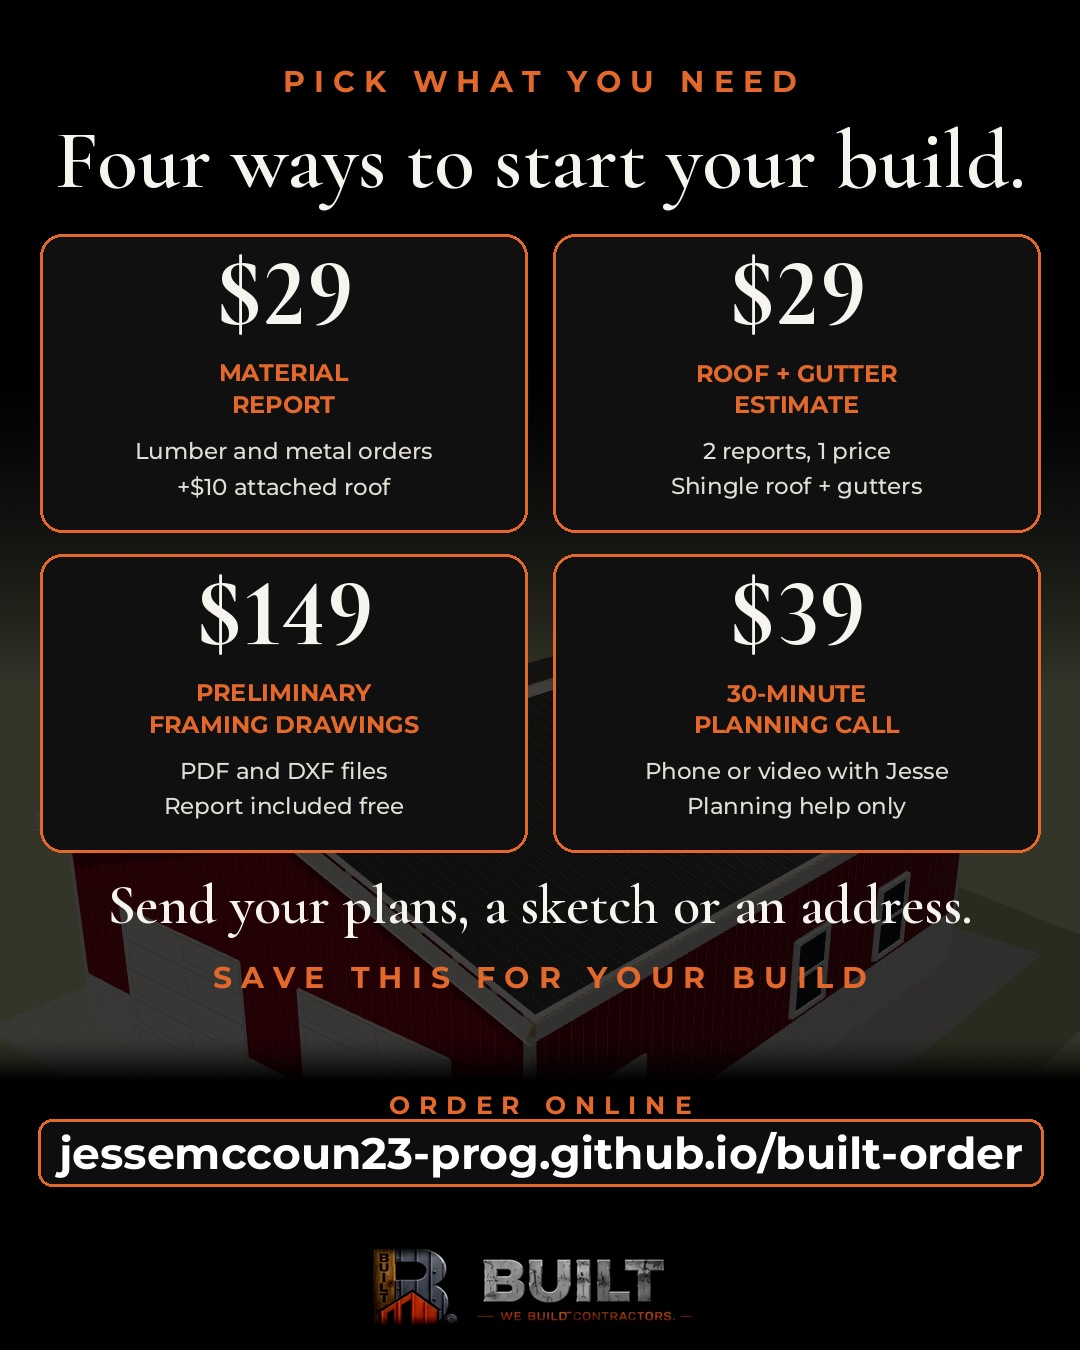 PICK WHAT YOU NEED
Four ways to start your build.
$29
MATERIAL
REPORT
Lumber and metal orders
+$10 attached roof
$29
ROOF + GUTTER
ESTIMATE
2 reports, 1 price
Shingle roof + gutters
$149
PRELIMINARY
FRAMING DRAWINGS
PDF and DXF files
Report included free
$39
30-MINUTE
PLANNING CALL
Phone or video with Jesse
Planning help only
Send your plans, a sketch or an address.
SAVE THIS FOR YOUR BUILD
ORDER ONLINE
jessemccoun23-prog.github.io/built-order
BUILT
BUILT
WE BUILD CONTRACTORS.